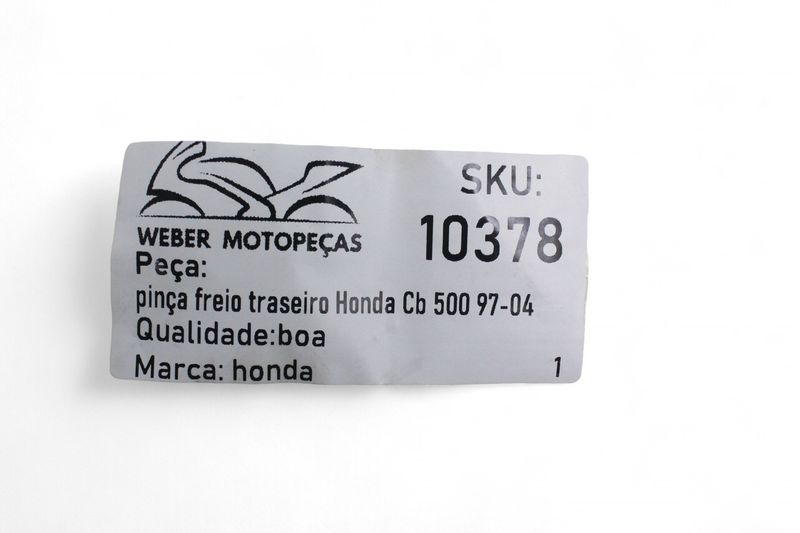 WEBER MOTOPEÇAS
SKU:
10378
Peça:
pinça freio traseiro Honda Cb 500 97-04
Qualidade:boa
Marca: honda
1